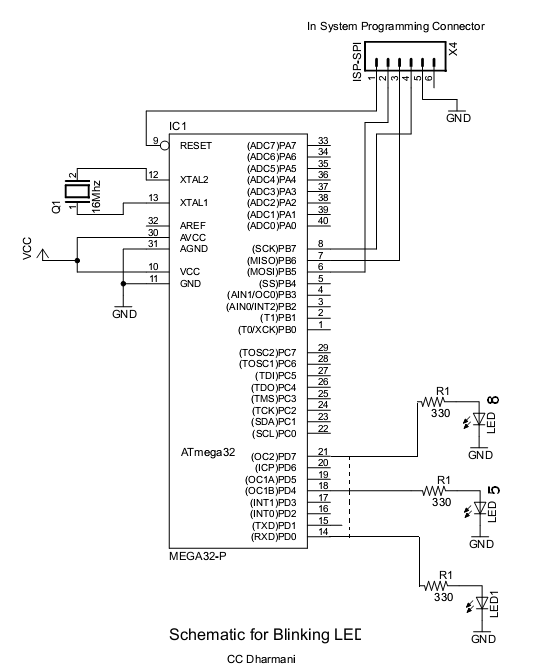 In System Programming Connector
ISP-SPI
X4
1
2
3
4
5
6
GND
IC1
9 RESET (ADC7)PA7 33
(ADC6)PA6 34
(ADC5)PA5 35
12 XTAL2 (ADC4)PA4 36
(ADC3)PA3 37
13 XTAL1 (ADC2)PA2 38
(ADC1)PA1 39
32 AREF (ADC0)PA0 40
30 AVCC
31 AGND (SCK)PB7 8
(MISO)PB6 7
10 VCC (MOSI)PB5 6
11 GND (SS)PB4 5
(AIN1/OC0)PB3 4
(AIN0/INT2)PB2 3
(T1)PB1 2
(T0/XCK)PB0 1
(TOSC2)PC7 29
(TOSC1)PC6 28
(TDI)PC5 27
(TDO)PC4 26
(TMS)PC3 25
(TCK)PC2 24
(SDA)PC1 23
(SCL)PC0 22
ATmega32 (OC2)PD7 21
(ICP)PD6 20
(OC1A)PD5 19
(OC1B)PD4 18
(INT1)PD3 17
(INT0)PD2 16
(TXD)PD1 15
(RXD)PD0 14
MEGA32-P
Q1
2
1
16Mhz
VCC
GND
R1
330
LED
8
GND
R1
330
LED
5
GND
R1
330
LED1
GND
Schematic for Blinking LED
CC Dharmani